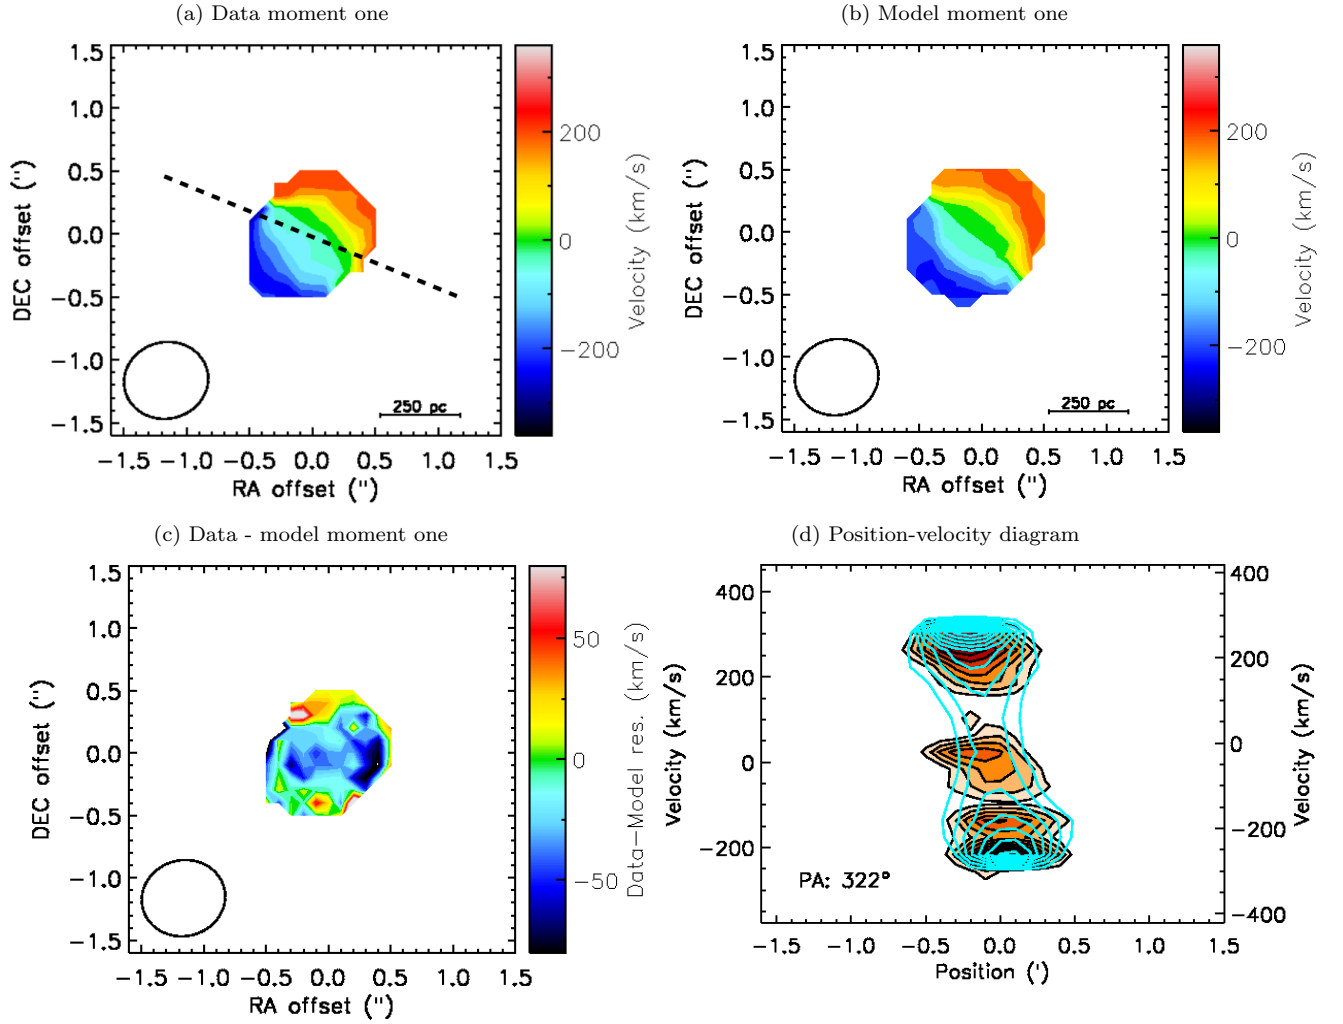 (a) Data moment one
1.5
1.0
0.5
0.0
−0.5
−1.0
−1.5
DEC offset (")
250 pc
−1.5 −1.0 −0.5 0.0 0.5 1.0 1.5
RA offset (")
200
0
−200
Velocity (km/s)
(b) Model moment one
1.5
1.0
0.5
0.0
−0.5
−1.0
−1.5
DEC offset (")
250 pc
−1.5 −1.0 −0.5 0.0 0.5 1.0 1.5
RA offset (")
200
0
−200
Velocity (km/s)
(c) Data - model moment one
1.5
1.0
0.5
0.0
−0.5
−1.0
−1.5
DEC offset (")
−1.5 −1.0 −0.5 0.0 0.5 1.0 1.5
RA offset (")
50
0
−50
Data−Model res. (km/s)
(d) Position-velocity diagram
400
200
0
−200
Velocity (km/s)
PA: 322°
−1.5 −1.0 −0.5 0.0 0.5 1.0 1.5
Position (')
400
200
0
−200
−400
Velocity (km/s)